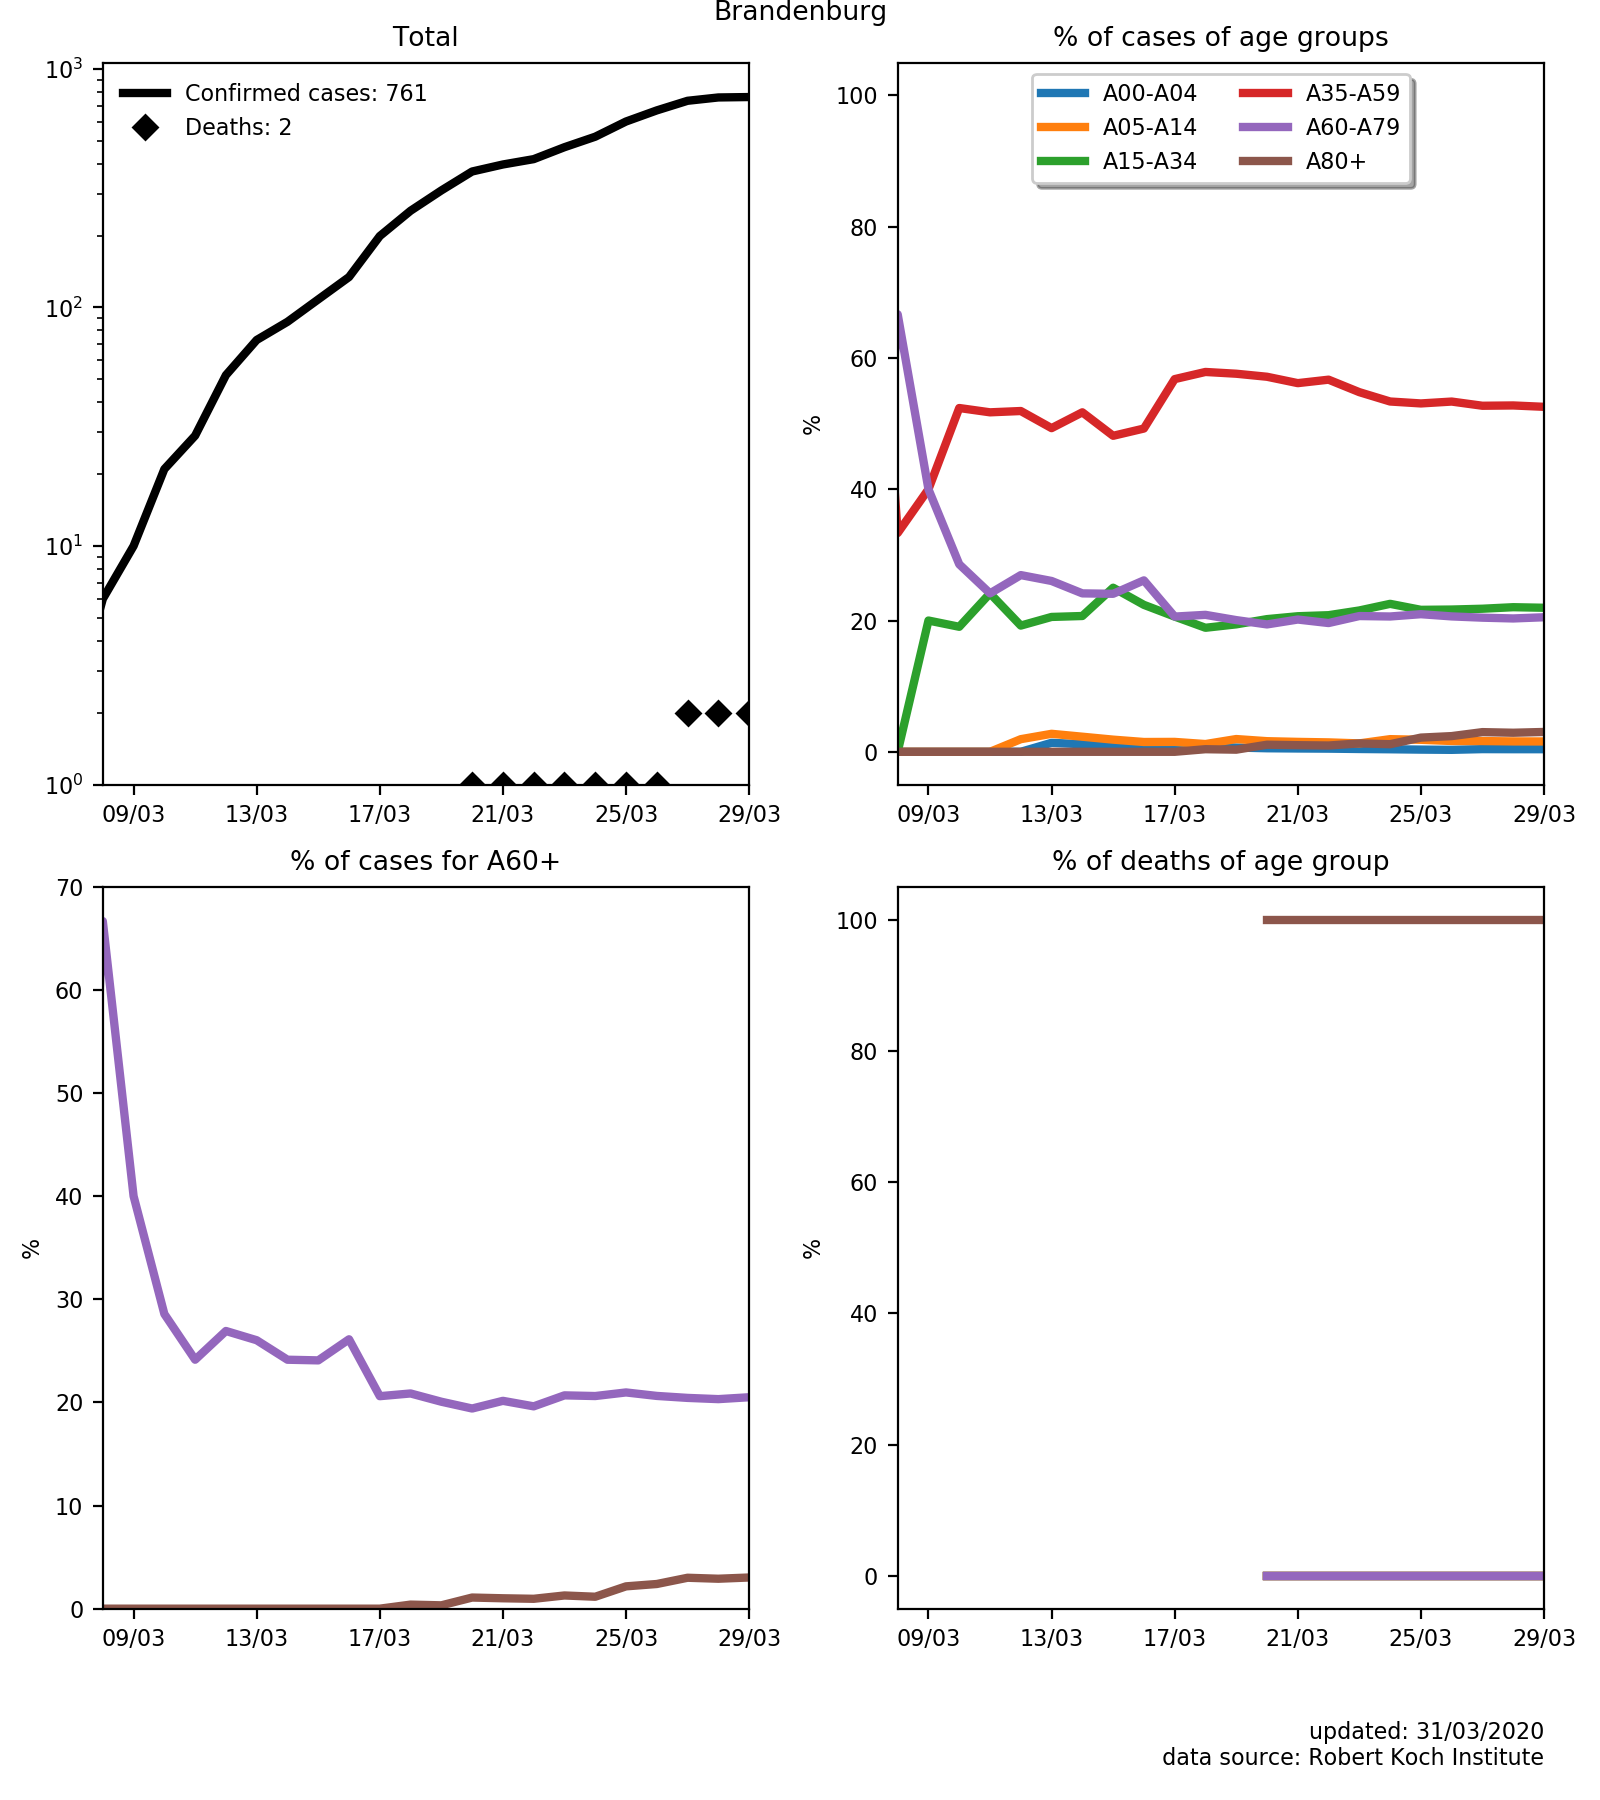 Brandenburg
Total
10³
10²
10¹
10⁰
Confirmed cases: 761
Deaths: 2
09/03 13/03 17/03 21/03 25/03 29/03
% of cases of age groups
%
100
80
60
40
20
0
A00-A04 A35-A59
A05-A14 A60-A79
A15-A34 A80+
09/03 13/03 17/03 21/03 25/03 29/03
% of cases for A60+
%
70
60
50
40
30
20
10
0
09/03 13/03 17/03 21/03 25/03 29/03
% of deaths of age group
%
100
80
60
40
20
0
09/03 13/03 17/03 21/03 25/03 29/03
updated: 31/03/2020
data source: Robert Koch Institute